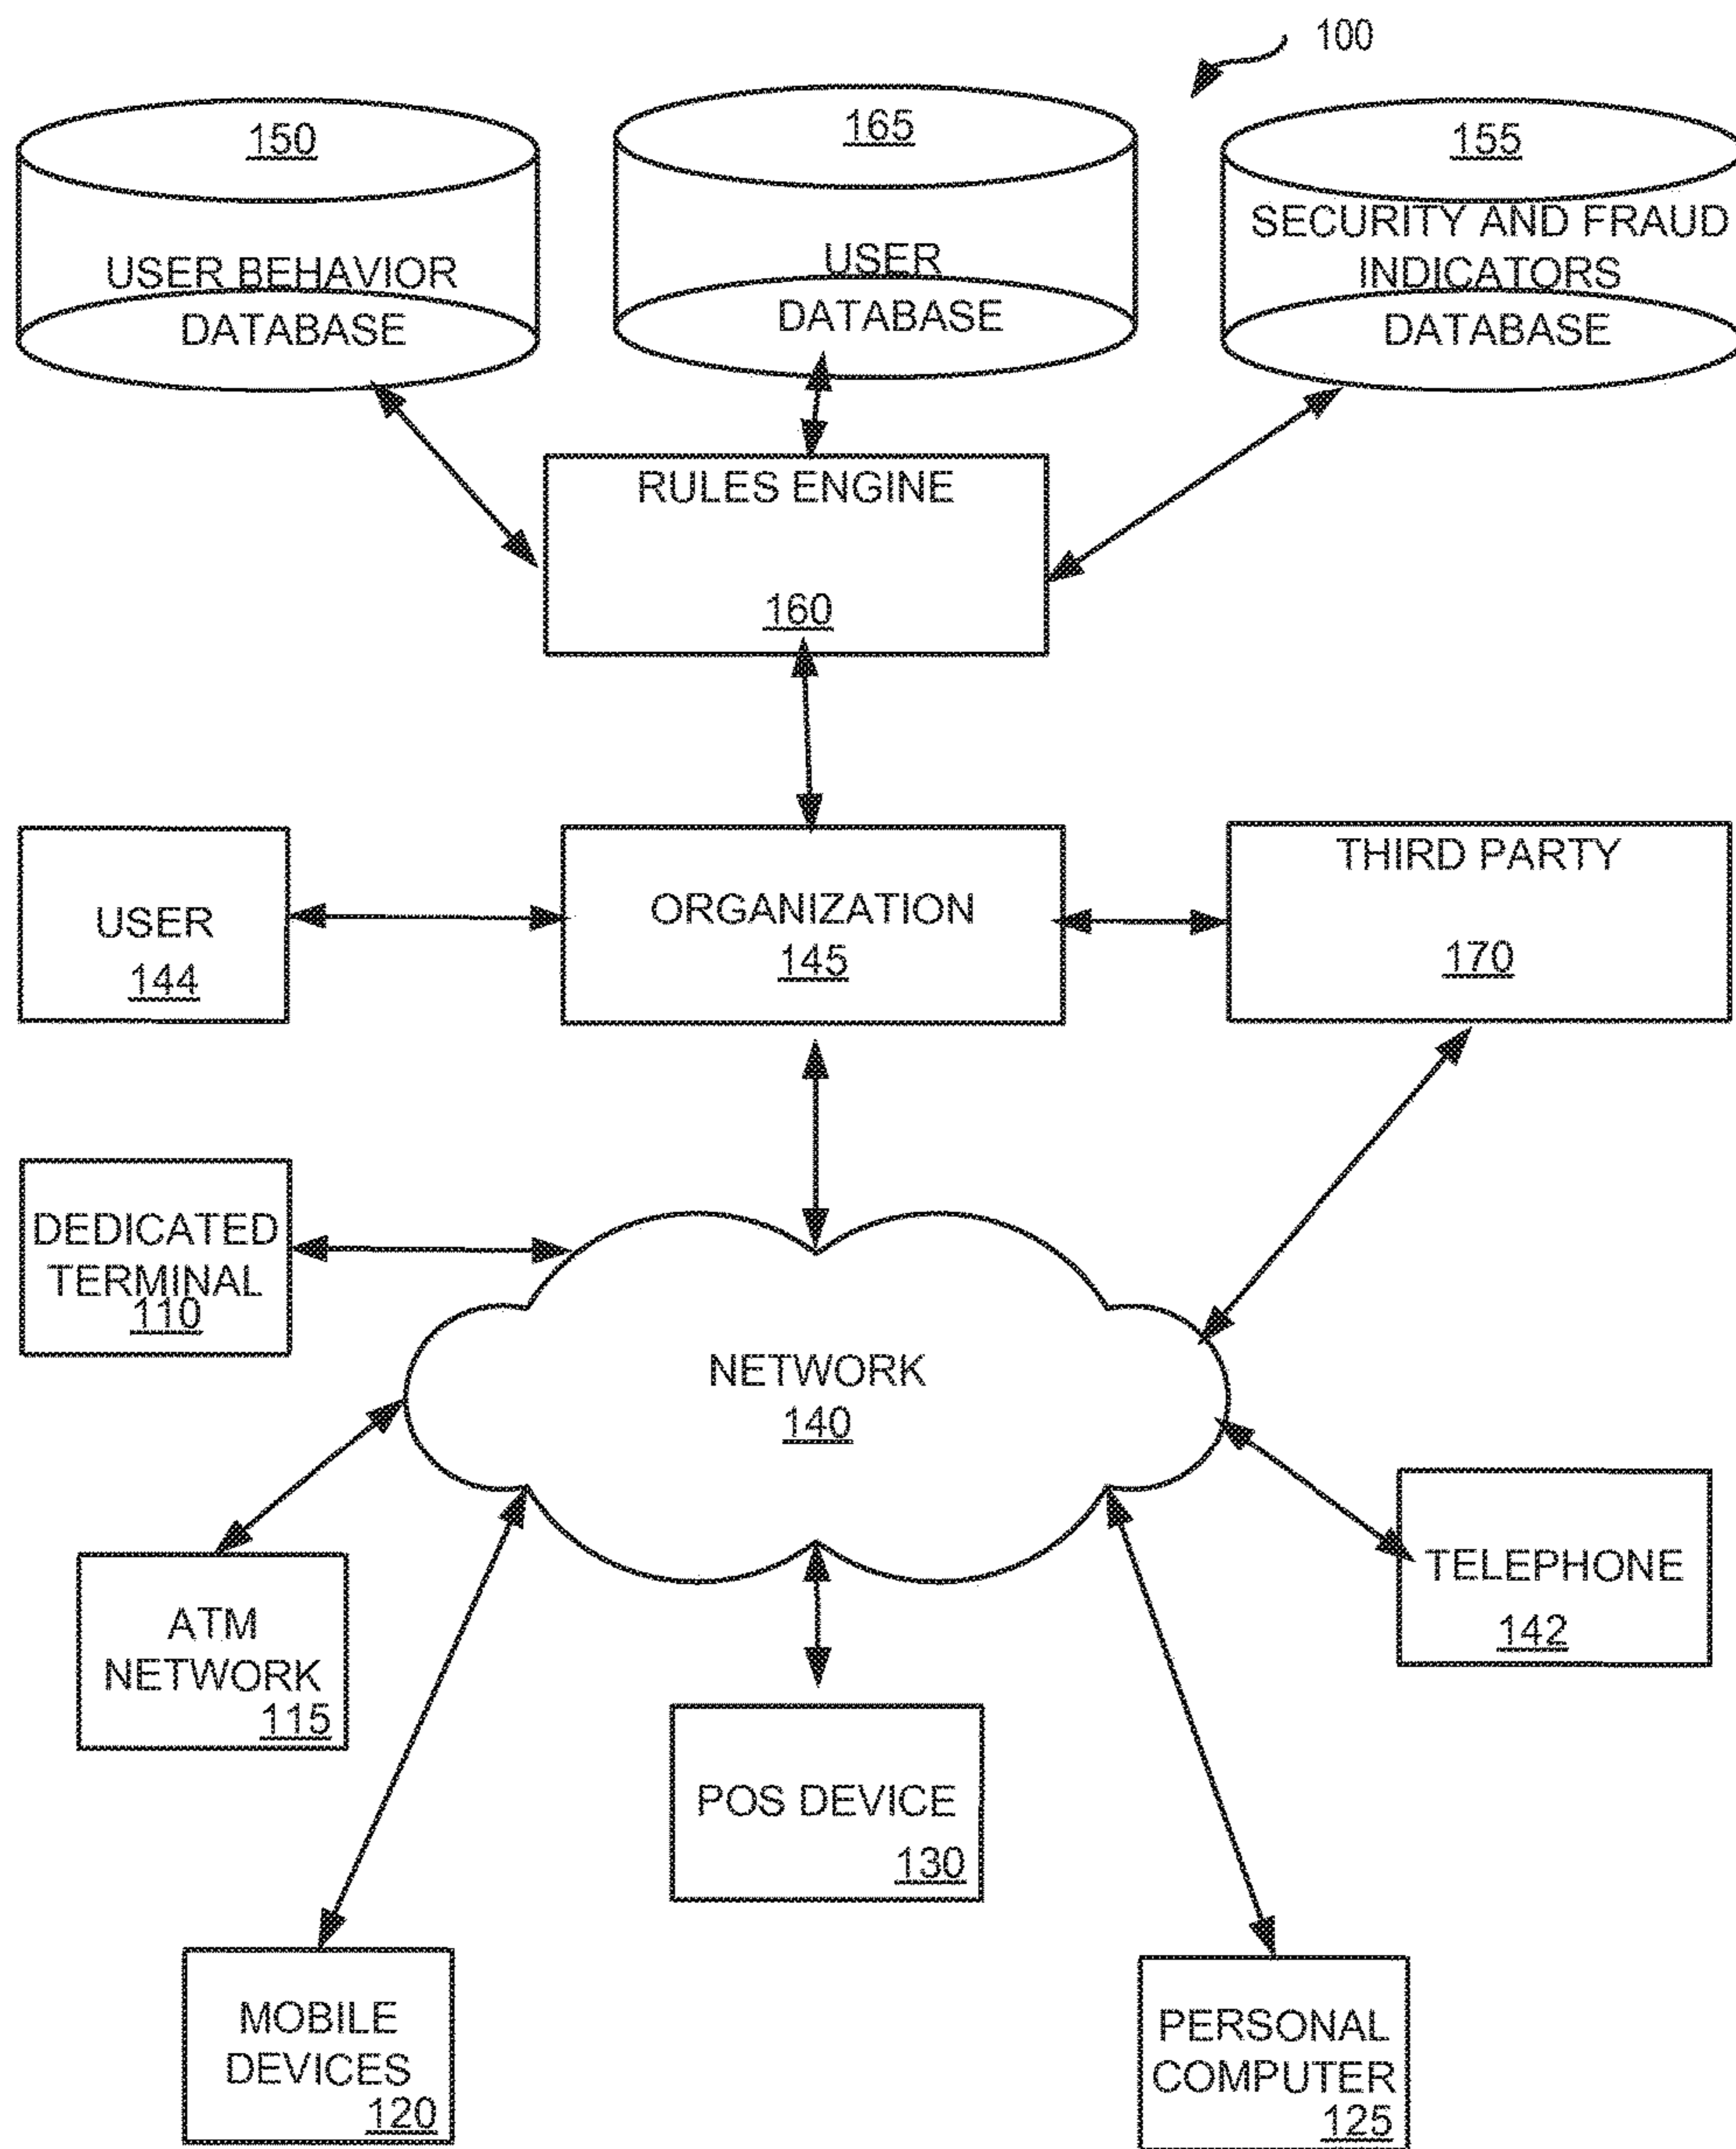 100
150
USER BEHAVIOR
DATABASE
165
USER
DATABASE
155
SECURITY AND FRAUD
INDICATORS
DATABASE
RULES ENGINE
160
USER
144
ORGANIZATION
145
THIRD PARTY
170
DEDICATED
TERMINAL
110
NETWORK
140
ATM
NETWORK
115
TELEPHONE
142
POS DEVICE
130
MOBILE
DEVICES
120
PERSONAL
COMPUTER
125